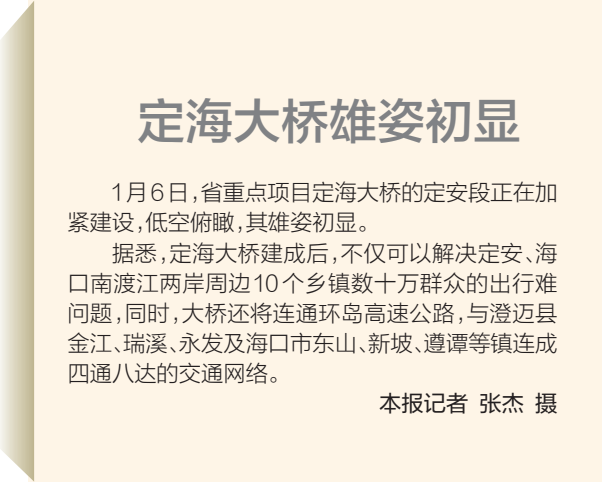 定海大桥雄姿初显
1月6日，省重点项目定海大桥的定安段正在加
紧建设，低空俯瞰，其雄姿初显。
据悉，定海大桥建成后，不仅可以解决定安、海
口南渡江两岸周边10个乡镇数十万群众的出行难
问题，同时，大桥还将连通环岛高速公路，与澄迈县
金江、瑞溪、永发及海口市东山、新坡、遵谭等镇连成
四通八达的交通网络。
本报记者 张杰 摄